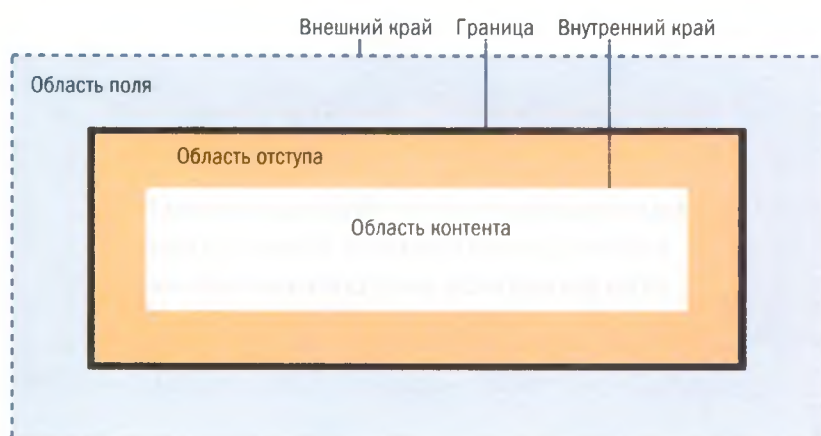 Внешний край Граница Внутренний край
Область поля
Область отступа
Область контента